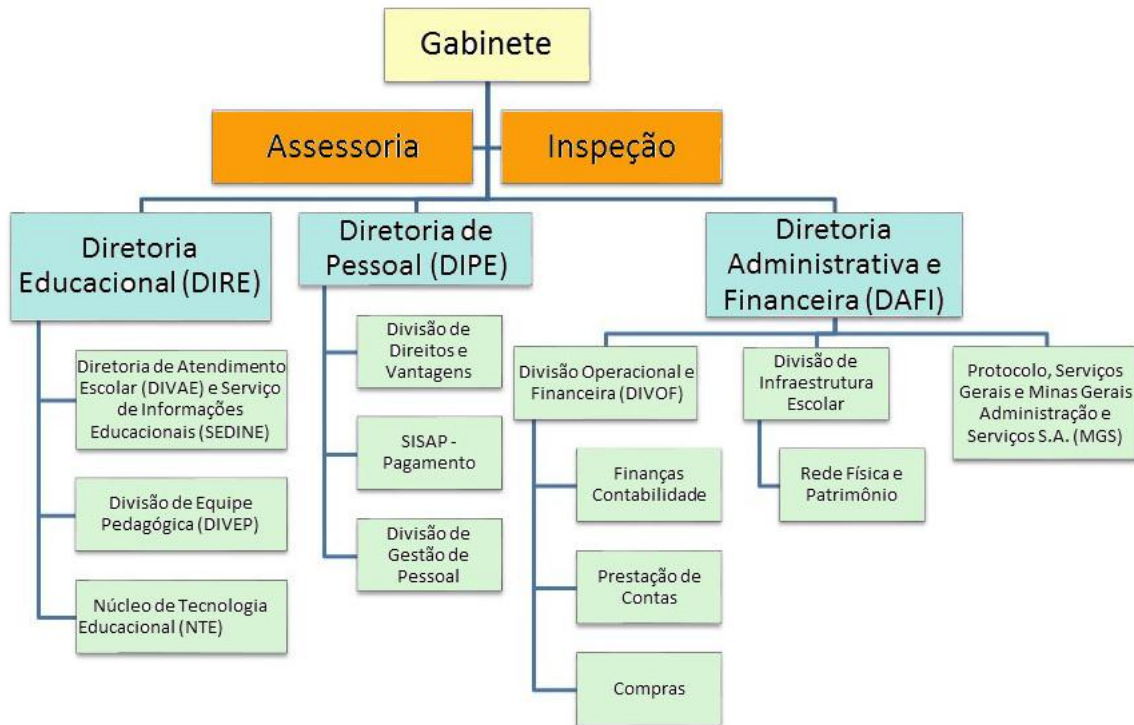 Gabinete
Assessoria
Inspeção
Diretoria
Educacional (DIRE)
Diretoria de
Pessoal (DIPE)
Diretoria
Administrativa e
Financeira (DAFI)
Diretoria de Atendimento
Escolar (DIVAE) e Serviço
de Informações
Educacionais (SEDINE)
Divisão de Equipe
Pedagógica (DIVEP)
Núcleo de Tecnologia
Educacional (NTE)
Divisão de
Direitos e
Vantagens
SISAP -
Pagamento
Divisão de
Gestão de
Pessoal
Divisão Operacional e
Financeira (DIVOF)
Finanças
Contabilidade
Prestação de
Contas
Compras
Divisão de
Infraestrutura
Escolar
Rede Física e
Patrimônio
Protocolo, Serviços
Gerais e Minas Gerais
Administração e
Serviços S.A. (MGS)